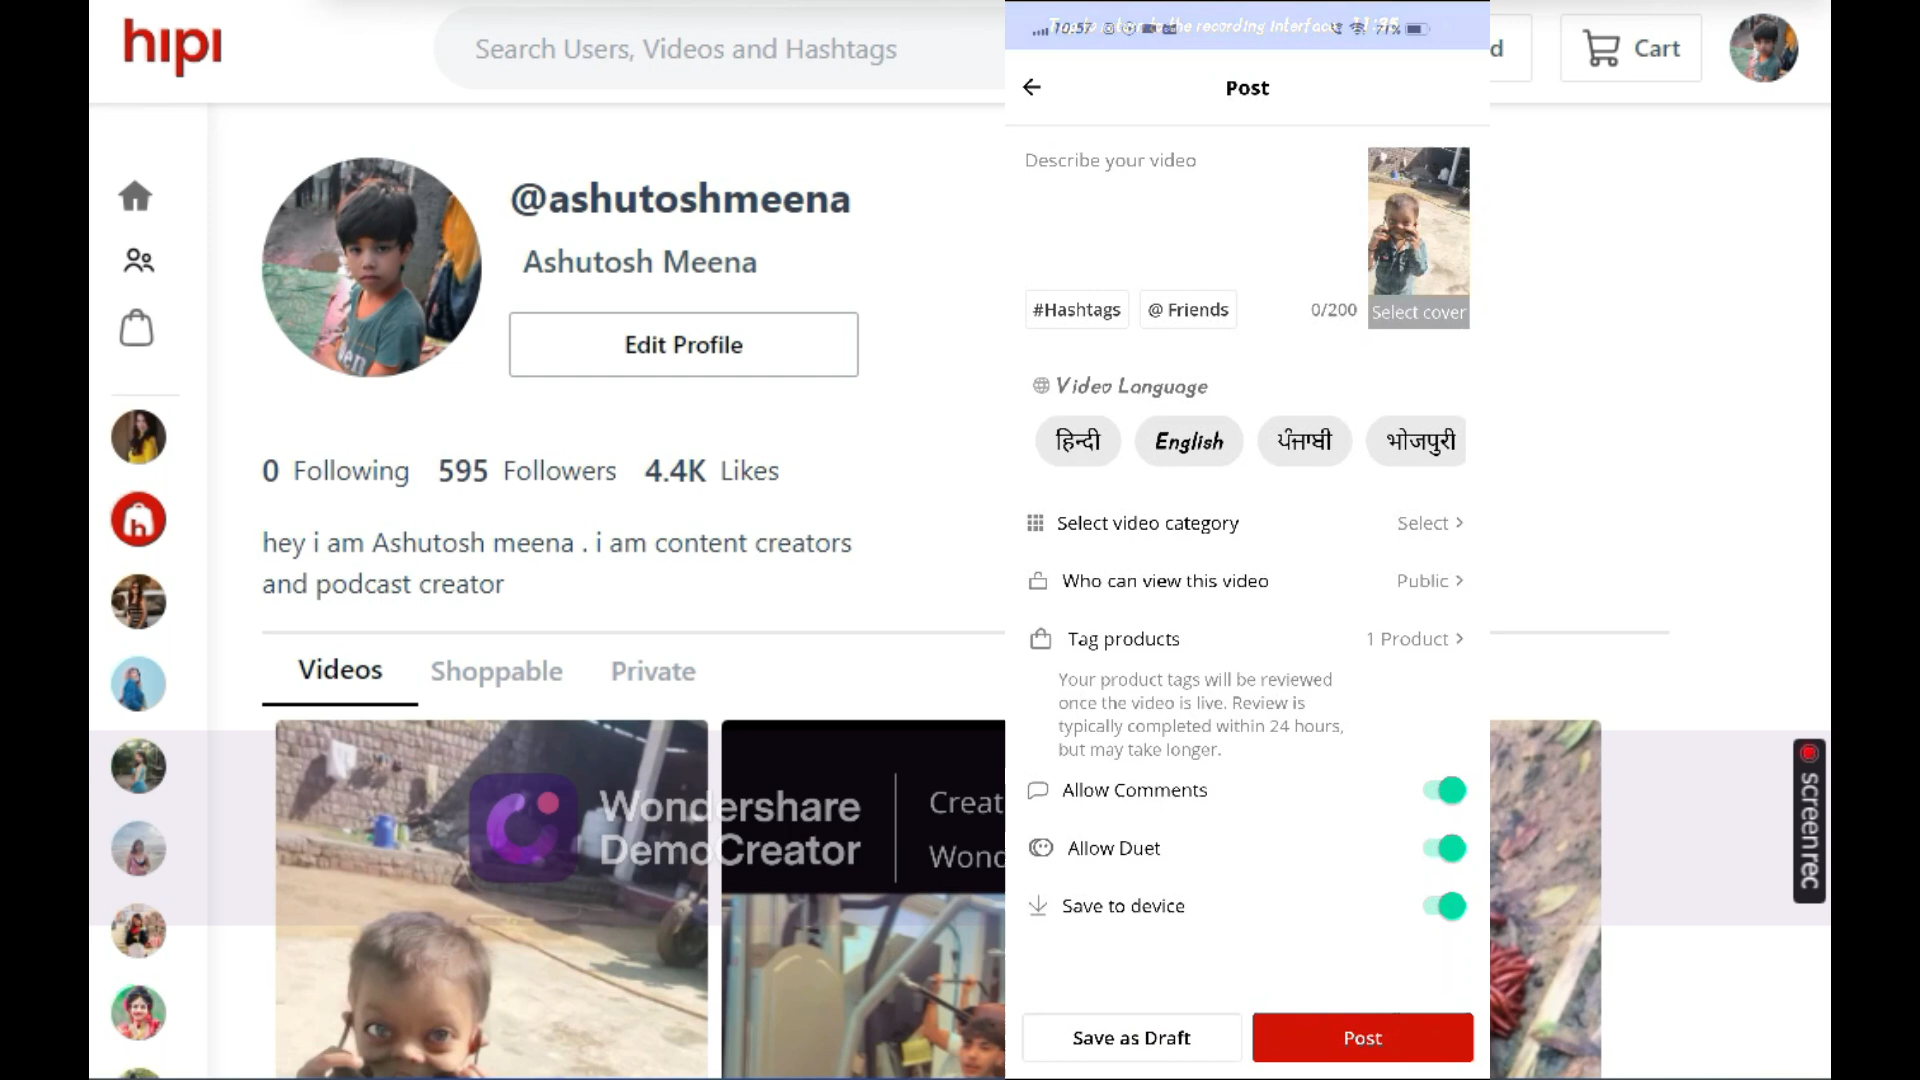 hipi
Search Users, Videos and Hashtags
Cart
@ashutoshmeena
Ashutosh Meena
Edit Profile
0 Following 595 Followers 4.4K Likes
hey i am Ashutosh meena . i am content creators
and podcast creator
Videos Shoppable Private
Wondershare
DemoCreator
Creat
Wond
10:57
71%
Post
Describe your video
#Hashtags
@ Friends
0/200
Select cover
Video Language
हिन्दी English ਪੰਜਾਬੀ भोजपुरी
Select video category Select >
Who can view this video Public >
Tag products 1 Product >
Your product tags will be reviewed
once the video is live. Review is
typically completed within 24 hours,
but may take longer.
Allow Comments
Allow Duet
Save to device
Save as Draft
Post
screenrec